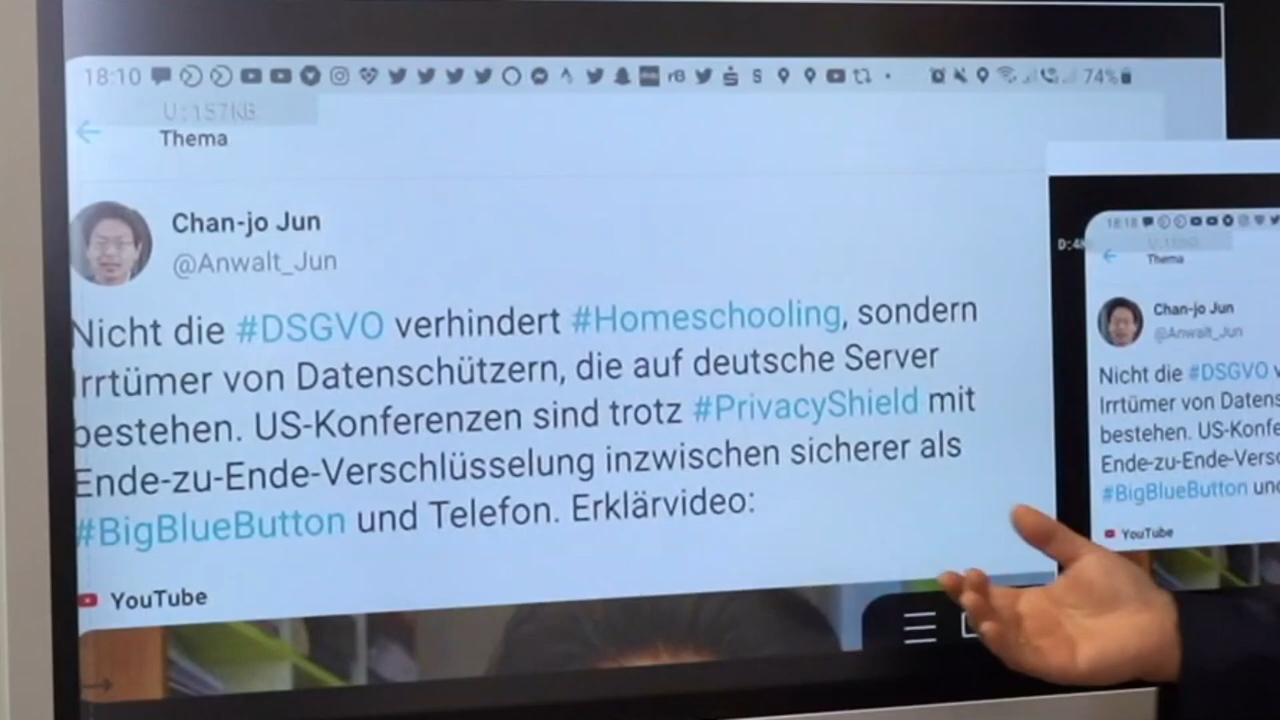 18:10
74%
U:157KB
Thema
Chan-jo Jun
@Anwalt_Jun
Nicht die #DSGVO verhindert #Homeschooling, sondern
Irrtümer von Datenschützern, die auf deutsche Server
bestehen. US-Konferenzen sind trotz #PrivacyShield mit
Ende-zu-Ende-Verschlüsselung inzwischen sicherer als
#BigBlueButton und Telefon. Erklärvideo:
YouTube
18:18
Thema
Chan-jo Jun
@Anwalt_Jun
Nicht die #DSGVO v
Irrtümer von Datens
bestehen. US-Konfe
Ende-zu-Ende-Versc
#BigBlueButton und
YouTube